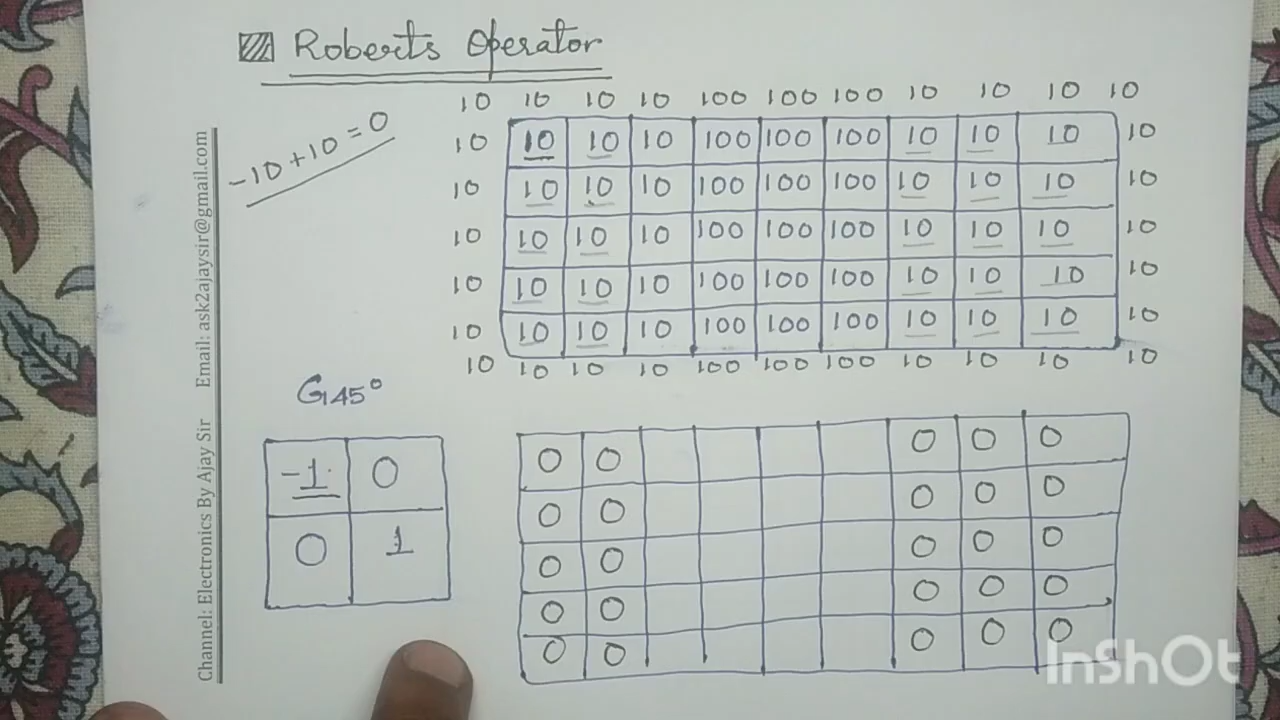 Roberts Operator
10 10 10 10 100 100 100 10 10 10 10
10 10 10 10 100 100 100 10 10 10 10
10 10 10 10 100 100 100 10 10 10 10
10 10 10 10 100 100 100 10 10 10 10
10 10 10 10 100 100 100 10 10 10 10
10 10 10 10 100 100 100 10 10 10 10
10 10 10 10 100 100 100 10 10 10 10
-10+10=0
G45°
-1 0
0 1
0 0 0 0 0
0 0 0 0 0
0 0 0 0 0
0 0 0 0 0
0 0 0 0 0
Channel: Electronics By Ajay Sir Email: ask2ajaysir@gmail.com
InShOt